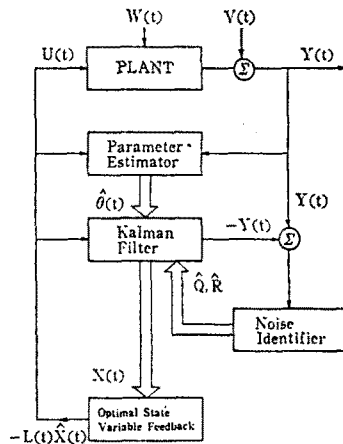 W(t)
V(t)
U(t)
PLANT
Σ
Y(t)
Parameter
Estimator
θ̂(t)
Y(t)
Kalman
Filter
-Y(t)
Σ
Q̂, R̂
Noise
Identifier
X(t)
Optimal State
Variable Feedback
-L(t)X̂(t)